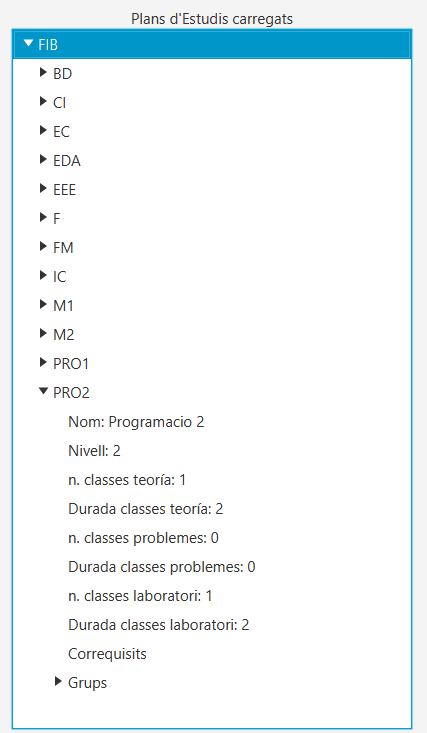 Plans d'Estudis carregats
FIB
BD
CI
EC
EDA
EEE
F
FM
IC
M1
M2
PRO1
PRO2
Nom: Programacio 2
Nivell: 2
n. classes teoría: 1
Durada classes teoría: 2
n. classes problemes: 0
Durada classes problemes: 0
n. classes laboratori: 1
Durada classes laboratori: 2
Correquisits
Grups